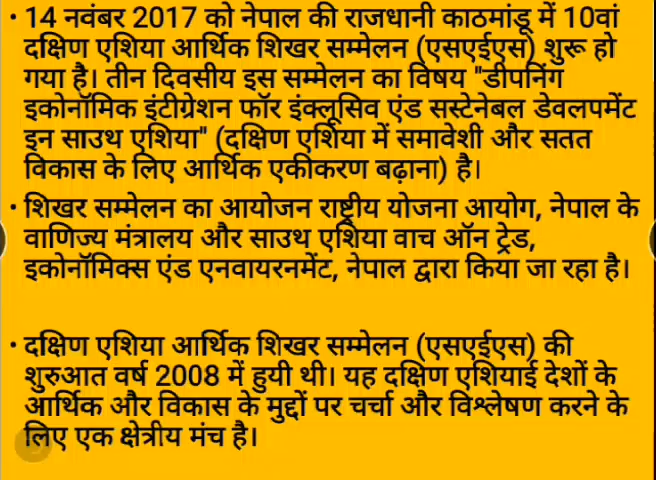 • 14 नवंबर 2017 को नेपाल की राजधानी काठमांडू में 10वां
दक्षिण एशिया आर्थिक शिखर सम्मेलन (एसएईएस) शुरू हो
गया है। तीन दिवसीय इस सम्मेलन का विषय "डीपनिंग
इकोनॉमिक इंटीग्रेशन फॉर इंक्लूसिव एंड सस्टेनेबल डेवलपमेंट
इन साउथ एशिया" (दक्षिण एशिया में समावेशी और सतत
विकास के लिए आर्थिक एकीकरण बढ़ाना) है।
• शिखर सम्मेलन का आयोजन राष्ट्रीय योजना आयोग, नेपाल के
वाणिज्य मंत्रालय और साउथ एशिया वाच ऑन ट्रेड,
इकोनॉमिक्स एंड एनवायरनमेंट, नेपाल द्वारा किया जा रहा है।
• दक्षिण एशिया आर्थिक शिखर सम्मेलन (एसएईएस) की
शुरुआत वर्ष 2008 में हुयी थी। यह दक्षिण एशियाई देशों के
आर्थिक और विकास के मुद्दों पर चर्चा और विश्लेषण करने के
लिए एक क्षेत्रीय मंच है।